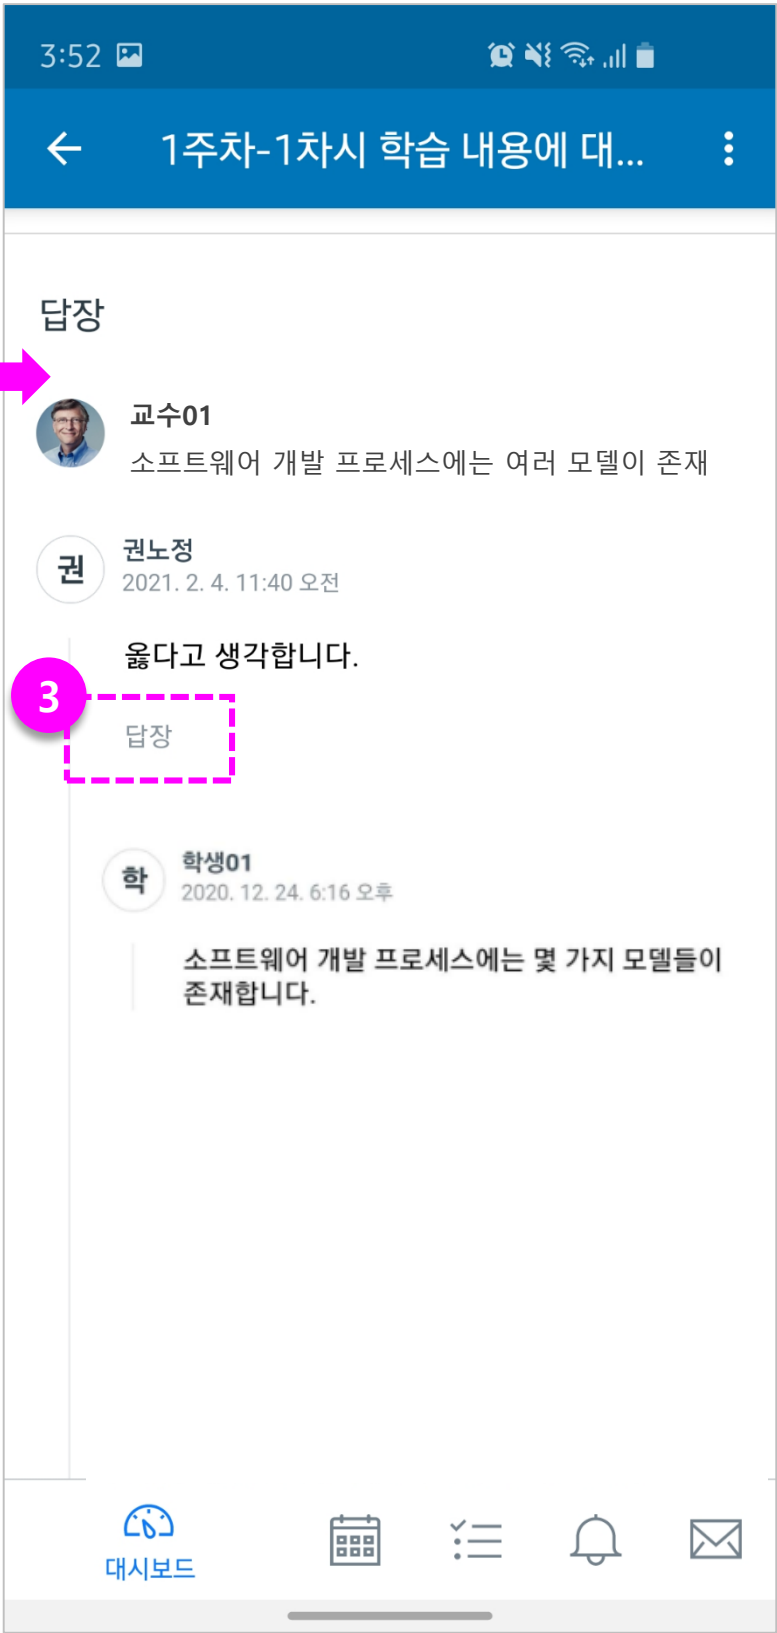 3:52
1주차-1차시 학습 내용에 대...
답장
교수01
소프트웨어 개발 프로세스에는 여러 모델이 존재
권
권노정
2021. 2. 4. 11:40 오전
옳다고 생각합니다.
3
답장
학
학생01
2020. 12. 24. 6:16 오후
소프트웨어 개발 프로세스에는 몇 가지 모델들이
존재합니다.
대시보드